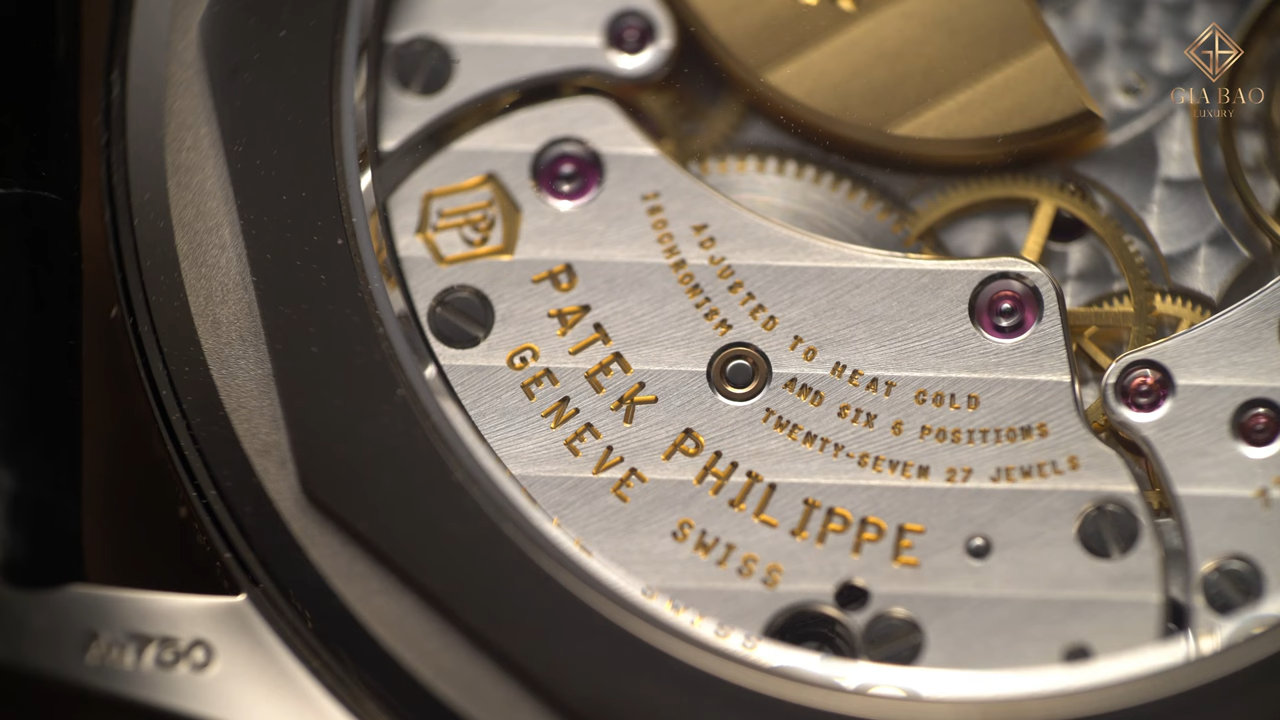 GIA BAO
LUXURY
PATEK PHILIPPE
GENEVE
SWISS
ADJUSTED TO HEAT COLD
ISOCHRONISM AND SIX 6 POSITIONS
TWENTY-SEVEN 27 JEWELS
Au750